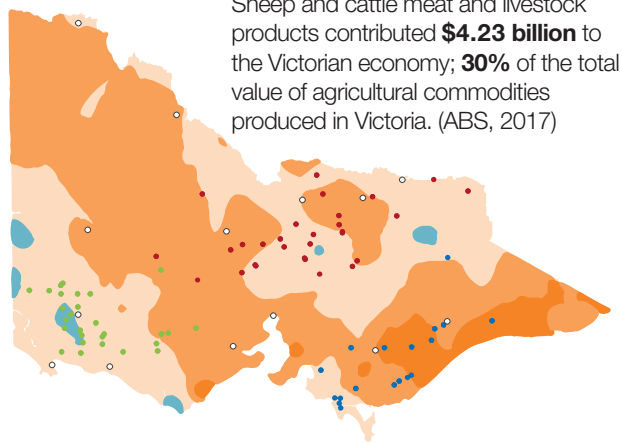 Sheep and cattle meat and livestock
products contributed $4.23 billion to
the Victorian economy; 30% of the total
value of agricultural commodities
produced in Victoria. (ABS, 2017)